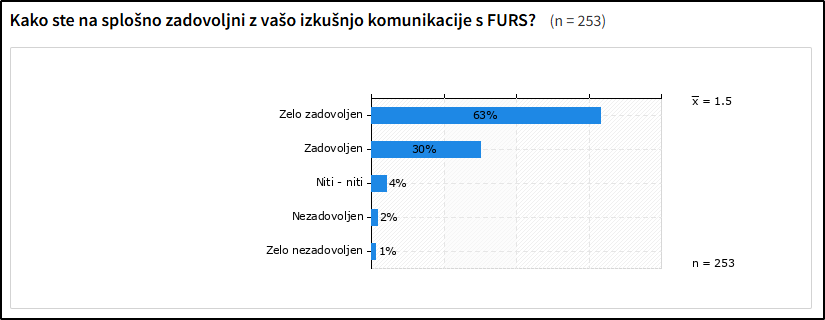 Kako ste na splošno zadovoljni z vašo izkušnjo komunikacije s FURS? (n = 253)
x̅ = 1.5
Zelo zadovoljen 63%
Zadovoljen 30%
Niti - niti 4%
Nezadovoljen 2%
Zelo nezadovoljen 1%
n = 253